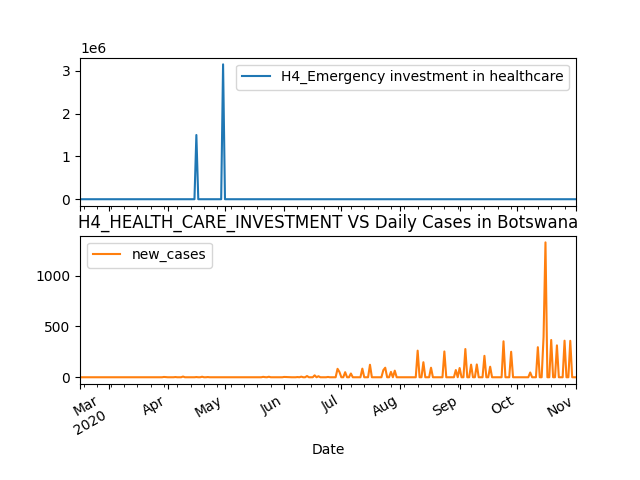 1e6
H4_Emergency investment in healthcare
3
2
1
0
H4_HEALTH_CARE_INVESTMENT VS Daily Cases in Botswana
new_cases
1000
500
0
Mar
2020
Apr
May
Jun
Jul
Aug
Sep
Oct
Nov
Date